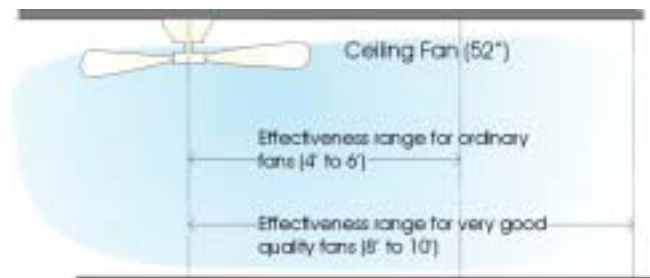 Ceiling Fan (52")
Effectiveness range for ordinary
fans (4' to 6')
Effectiveness range for very good
quality fans (8' to 10')